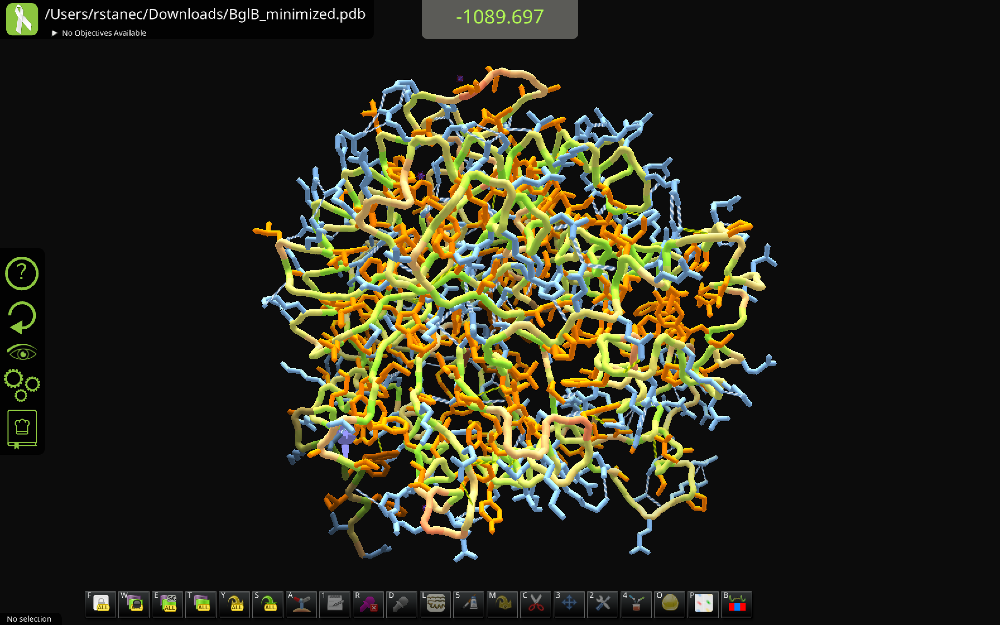 /Users/rstanec/Downloads/BglB_minimized.pdb
-1089.697
▶ No Objectives Available
?
F ALL
W ALL
E SC ALL
T ALL
Y ALL
S ALL
A
1
R
D
L
5
M
C
3
2
4
O
P
B
No selection